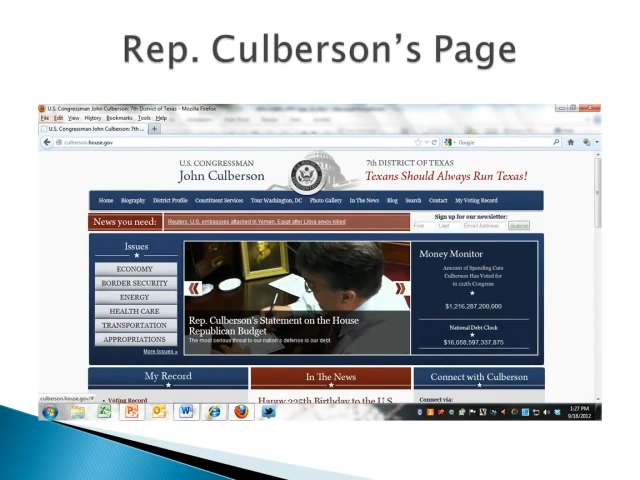 Rep. Culberson's Page
U.S. Congressman John Culberson: 7th District of Texas - Mozilla Firefox
File Edit View History Bookmarks Tools Help
U.S. Congressman John Culberson: 7th ...
culberson.house.gov
Google
U.S. CONGRESSMAN
John Culberson
7th DISTRICT OF TEXAS
Texans Should Always Run Texas!
Home Biography District Profile Constituent Services Tour Washington, DC Photo Gallery In The News Blog Search Contact My Voting Record
News you need:
Reuters: U.S. embassies attacked in Yemen, Egypt after Libya envoy killed
Sign up for our newsletter:
First Last Email Address Submit
Issues
ECONOMY
BORDER SECURITY
ENERGY
HEALTH CARE
TRANSPORTATION
APPROPRIATIONS
More Issues »
Rep. Culberson's Statement on the House
Republican Budget
The most serious threat to our nation's defense is our debt.
Money Monitor
Amount of Spending Cuts
Culberson Has Voted for
in 112th Congress
$1,216,287,200,000
National Debt Clock
$16,058,597,337,875
My Record
In The News
Connect with Culberson
• Voting Record
Happy 225th Birthday to the U.S.
Connect via:
culberson.house.gov/#
1:27 PM
9/18/2012